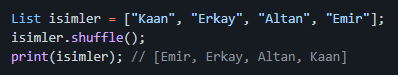 List isimler = ["Kaan", "Erkay", "Altan", "Emir"];
isimler.shuffle();
print(isimler); // [Emir, Erkay, Altan, Kaan]